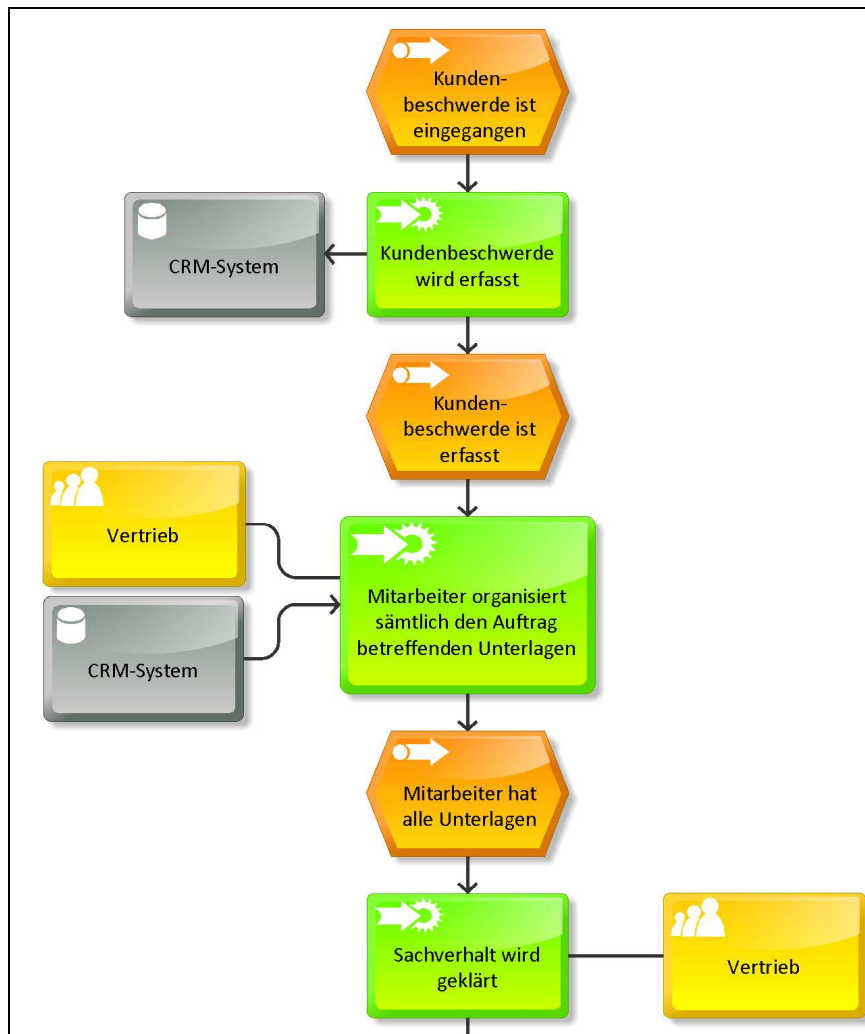 Kunden-
beschwerde ist
eingegangen
CRM-System
Kundenbeschwerde
wird erfasst
Kunden-
beschwerde ist
erfasst
Vertrieb
Mitarbeiter organisiert
sämtlich den Auftrag
betreffenden Unterlagen
CRM-System
Mitarbeiter hat
alle Unterlagen
Sachverhalt wird
geklärt
Vertrieb